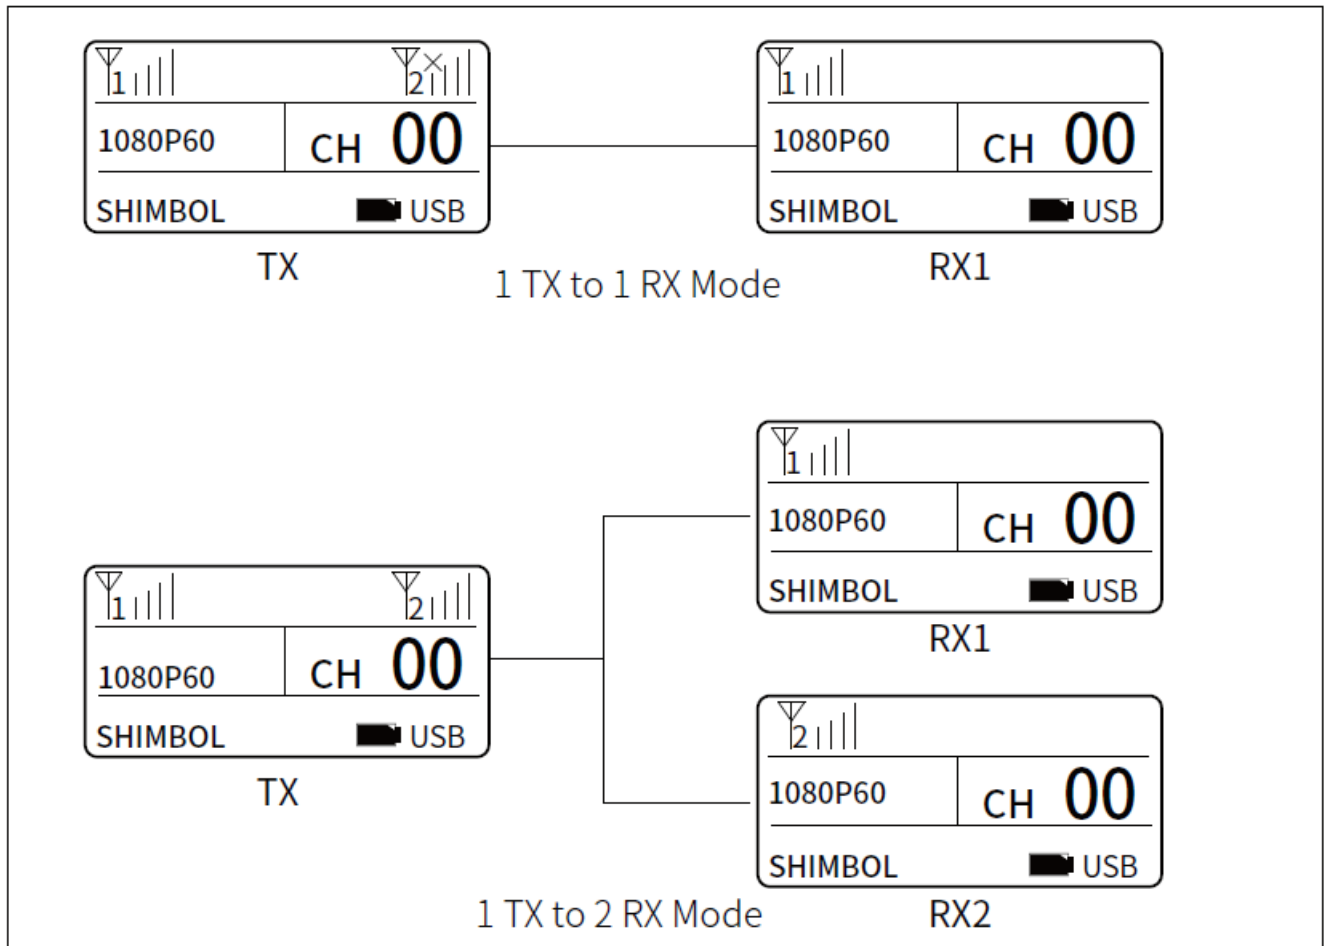 1 2
1080P60 CH 00
SHIMBOL USB
TX
1
1080P60 CH 00
SHIMBOL USB
RX1
1 TX to 1 RX Mode
1
1080P60 CH 00
SHIMBOL USB
RX1
1 2
1080P60 CH 00
SHIMBOL USB
TX
2
1080P60 CH 00
SHIMBOL USB
RX2
1 TX to 2 RX Mode